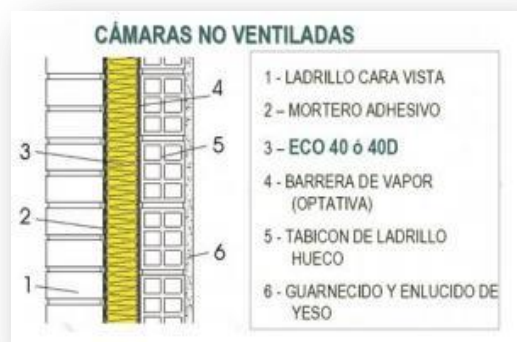 CÁMARAS NO VENTILADAS
4
3
5
2
1
6
1 - LADRILLO CARA VISTA
2 – MORTERO ADHESIVO
3 – ECO 40 ó 40D
4 - BARRERA DE VAPOR
(OPTATIVA)
5 - TABICON DE LADRILLO
HUECO
6 - GUARNECIDO Y ENLUCIDO DE
YESO